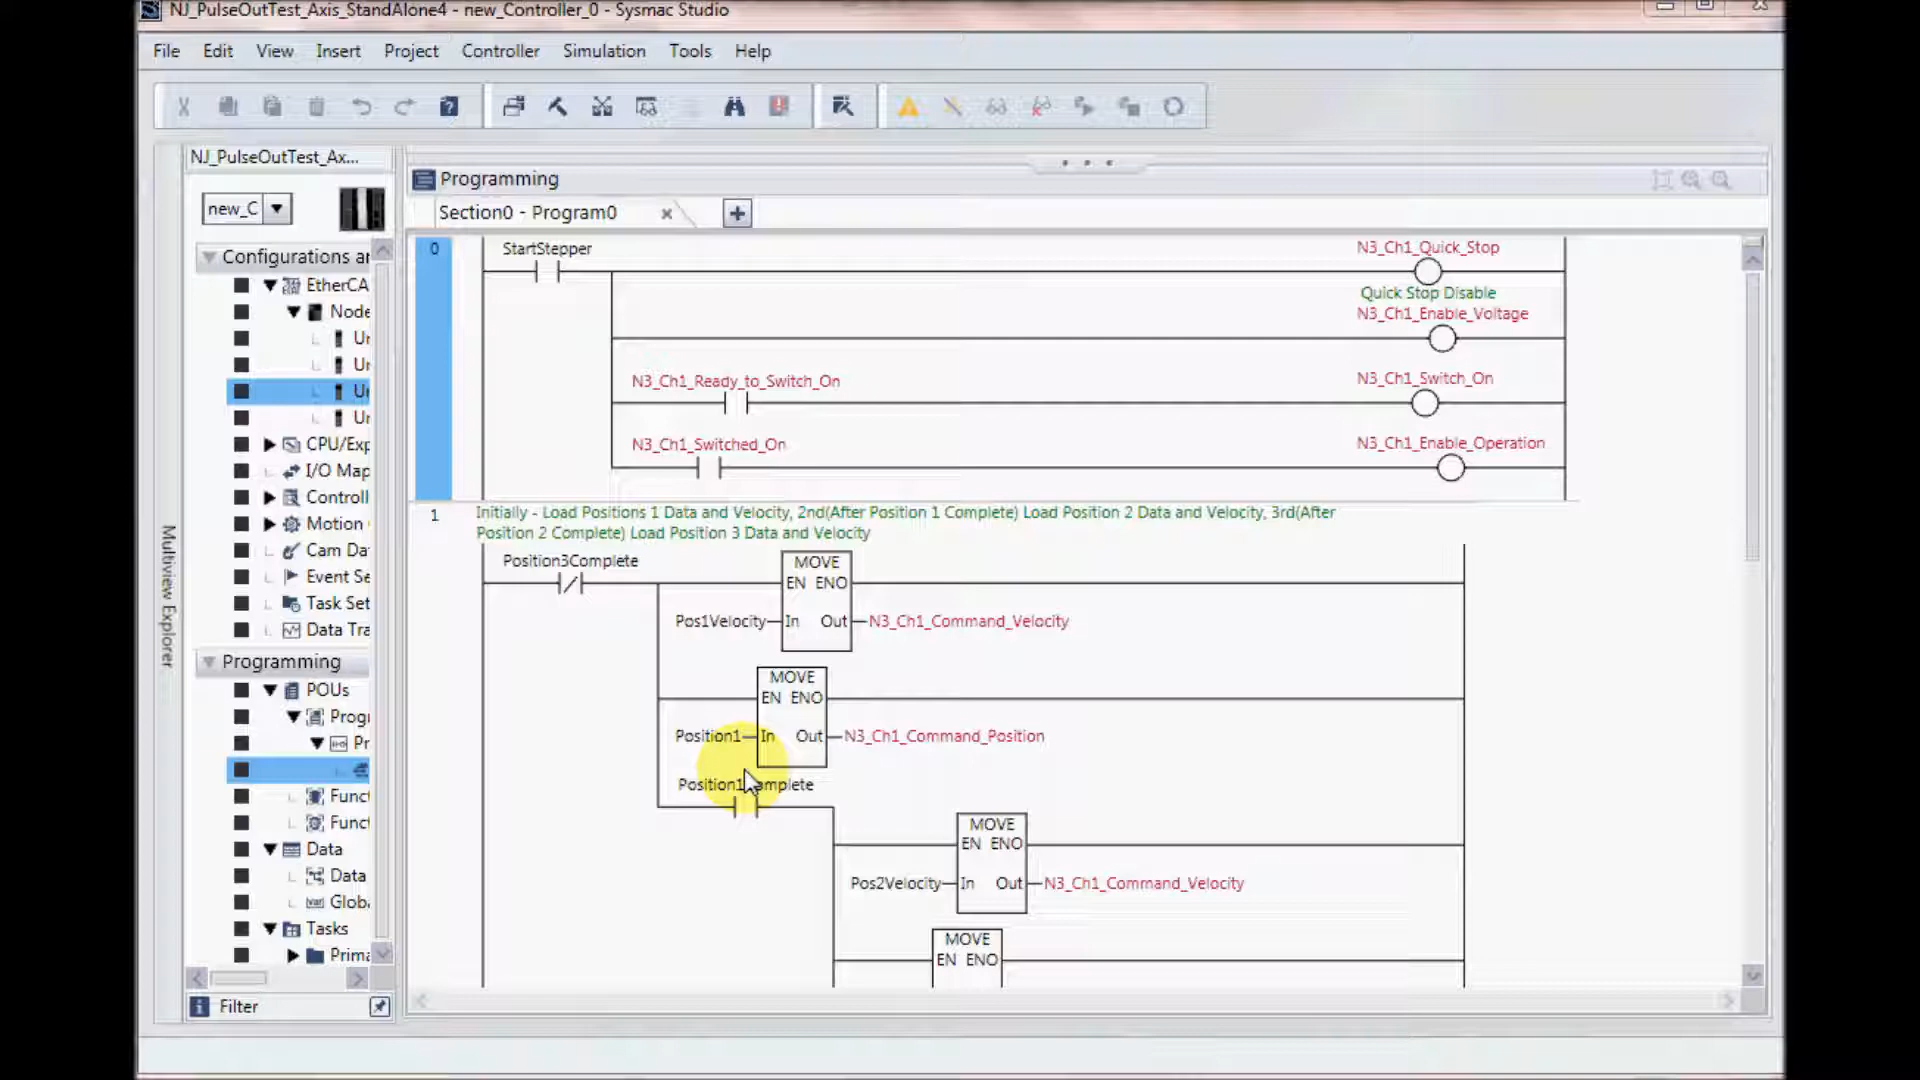 NJ_PulseOutTest_Axis_StandAlone4 - new_Controller_0 - Sysmac Studio
File Edit View Insert Project Controller Simulation Tools Help
NJ_PulseOutTest_Ax...
new_C
Multiview Explorer
Configurations ar
EtherCA
Node
Ur
Ur
Ur
Ur
CPU/Exp
I/O Map
Controll
Motion
Cam Da
Event Se
Task Set
Data Tra
Programming
POUs
Progr
Pr
Funct
Funct
Data
Data
Globa
Tasks
Prima
Filter
Programming
Section0 - Program0
0
StartStepper
N3_Ch1_Quick_Stop
Quick Stop Disable
N3_Ch1_Enable_Voltage
N3_Ch1_Ready_to_Switch_On
N3_Ch1_Switch_On
N3_Ch1_Switched_On
N3_Ch1_Enable_Operation
1
Initially - Load Positions 1 Data and Velocity, 2nd(After Position 1 Complete) Load Position 2 Data and Velocity, 3rd(After
Position 2 Complete) Load Position 3 Data and Velocity
Position3Complete
MOVE
EN ENO
Pos1Velocity In Out N3_Ch1_Command_Velocity
MOVE
EN ENO
Position1 In Out N3_Ch1_Command_Position
Position1Complete
MOVE
EN ENO
Pos2Velocity In Out N3_Ch1_Command_Velocity
MOVE
EN ENO